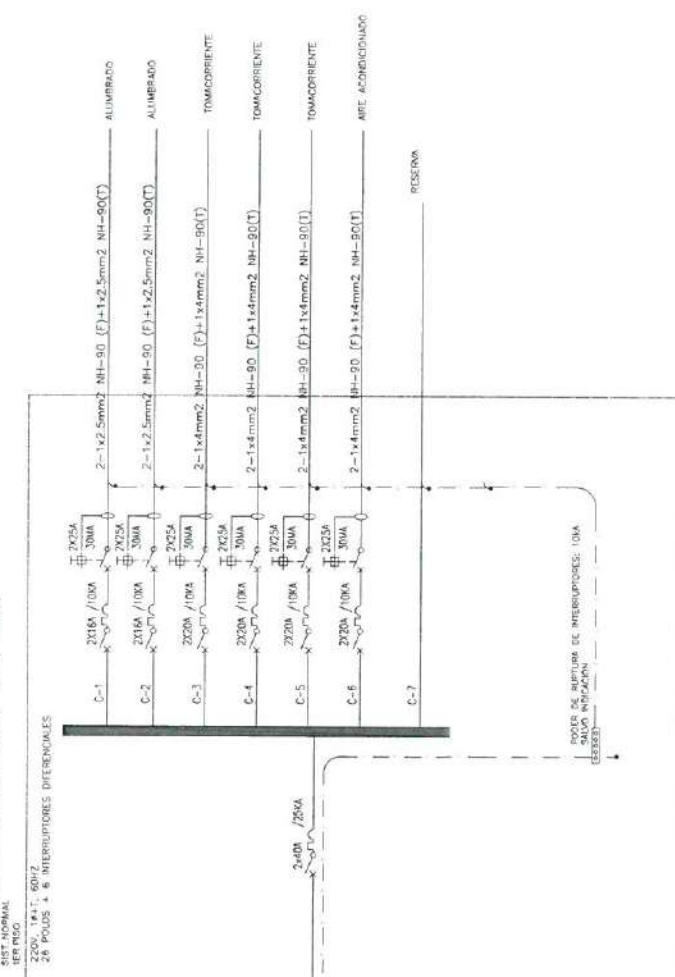 SIST. NORMAL
1ER PISO
220V, 1Ø+T, 60HZ
28 POLOS + 6 INTERRUPTORES DIFERENCIALES
2x40A /25KA
C-1
2X16A /10KA
2X25A
30MA
2-1x2.5mm2 NH-90 (F)+1x2.5mm2 NH-90(T)
ALUMBRADO
C-2
2X16A /10KA
2X25A
30MA
2-1x2.5mm2 NH-90 (F)+1x2.5mm2 NH-90(T)
ALUMBRADO
C-3
2X20A /10KA
2X25A
30MA
2-1x4mm2 NH-90 (F)+1x4mm2 NH-90(T)
TOMACORRIENTE
C-4
2X20A /10KA
2X25A
30MA
2-1x4mm2 NH-90 (F)+1x4mm2 NH-90(T)
TOMACORRIENTE
C-5
2X20A /10KA
2X25A
30MA
2-1x4mm2 NH-90 (F)+1x4mm2 NH-90(T)
TOMACORRIENTE
C-6
2X20A /10KA
2X25A
30MA
2-1x4mm2 NH-90 (F)+1x4mm2 NH-90(T)
AIRE ACONDICIONADO
C-7
RESERVA
PODER DE RUPTURA DE INTERRUPTORES: 10KA
SALVO INDICACIÓN